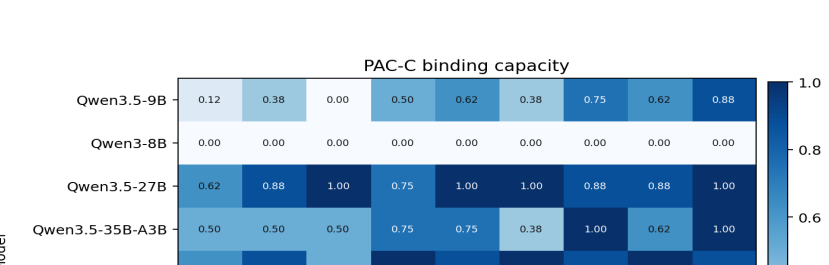 PAC-C binding capacity
Qwen3.5-9B 0.12 0.38 0.00 0.50 0.62 0.38 0.75 0.62 0.88
Qwen3-8B 0.00 0.00 0.00 0.00 0.00 0.00 0.00 0.00 0.00
Qwen3.5-27B 0.62 0.88 1.00 0.75 1.00 1.00 0.88 0.88 1.00
Qwen3.5-35B-A3B 0.50 0.50 0.50 0.75 0.75 0.38 1.00 0.62 1.00
1.0
0.8
0.6